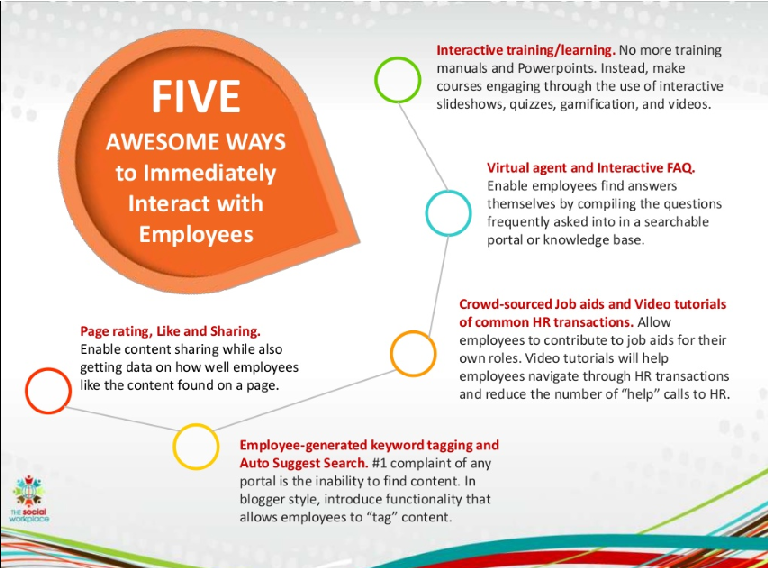 FIVE
AWESOME WAYS
to Immediately
Interact with
Employees
Interactive training/learning. No more training
manuals and Powerpoints. Instead, make
courses engaging through the use of interactive
slideshows, quizzes, gamification, and videos.
Virtual agent and Interactive FAQ.
Enable employees find answers
themselves by compiling the questions
frequently asked into in a searchable
portal or knowledge base.
Crowd-sourced Job aids and Video tutorials
of common HR transactions. Allow
employees to contribute to job aids for their
own roles. Video tutorials will help
employees navigate through HR transactions
and reduce the number of “help” calls to HR.
Page rating, Like and Sharing.
Enable content sharing while also
getting data on how well employees
like the content found on a page.
Employee-generated keyword tagging and
Auto Suggest Search. #1 complaint of any
portal is the inability to find content. In
blogger style, introduce functionality that
allows employees to “tag” content.
THE social
workplace